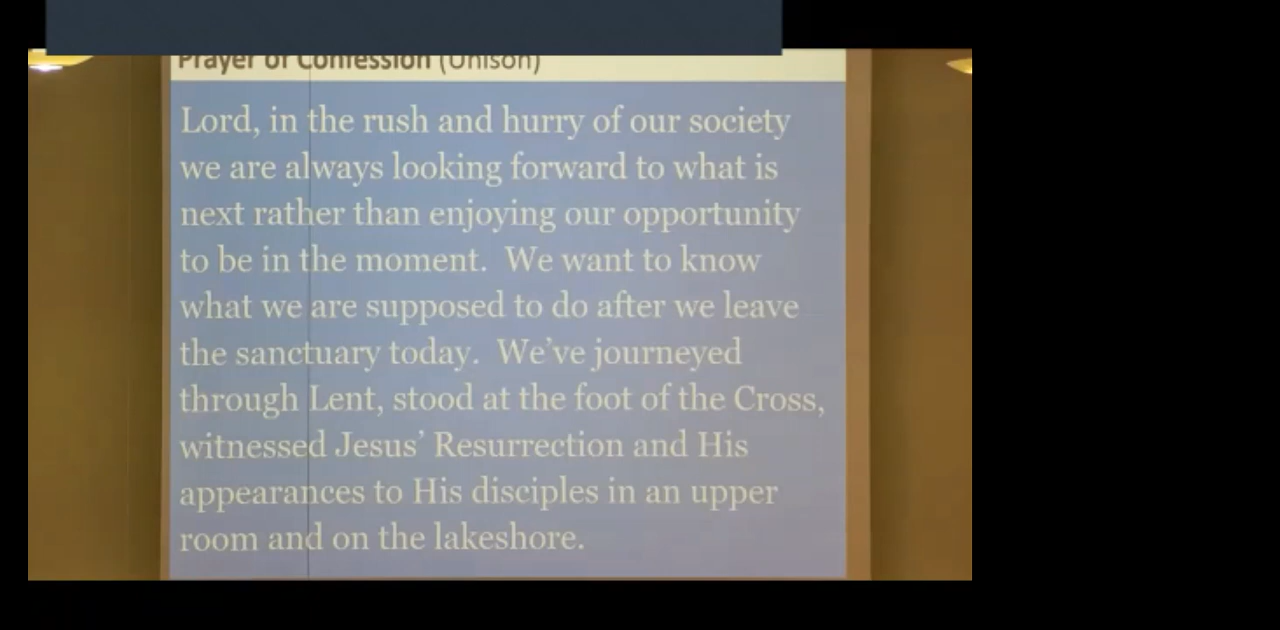 Prayer of Confession (Unison)
Lord, in the rush and hurry of our society
we are always looking forward to what is
next rather than enjoying our opportunity
to be in the moment.  We want to know
what we are supposed to do after we leave
the sanctuary today.  We’ve journeyed
through Lent, stood at the foot of the Cross,
witnessed Jesus’ Resurrection and His
appearances to His disciples in an upper
room and on the lakeshore.